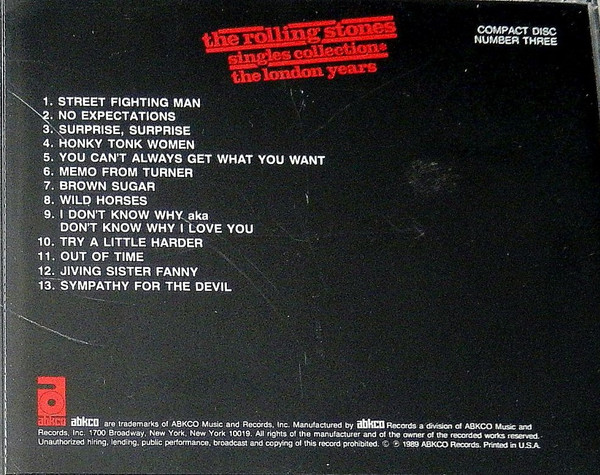 the rolling stones
singles collection*
the london years
COMPACT DISC
NUMBER THREE
1. STREET FIGHTING MAN
2. NO EXPECTATIONS
3. SURPRISE, SURPRISE
4. HONKY TONK WOMEN
5. YOU CAN'T ALWAYS GET WHAT YOU WANT
6. MEMO FROM TURNER
7. BROWN SUGAR
8. WILD HORSES
9. I DON'T KNOW WHY aka
DON'T KNOW WHY I LOVE YOU
10. TRY A LITTLE HARDER
11. OUT OF TIME
12. JIVING SISTER FANNY
13. SYMPATHY FOR THE DEVIL
a
abkco abkco are trademarks of ABKCO Music and Records, Inc. Manufactured by abkco Records a division of ABKCO Music and
Records, Inc. 1700 Broadway, New York, New York 10019. All rights of the manufacturer and of the owner of the recorded works reserved.
Unauthorized hiring, lending, public performance, broadcast and copying of this record prohibited. © ℗ 1989 ABKCO Records. Printed in U.S.A.